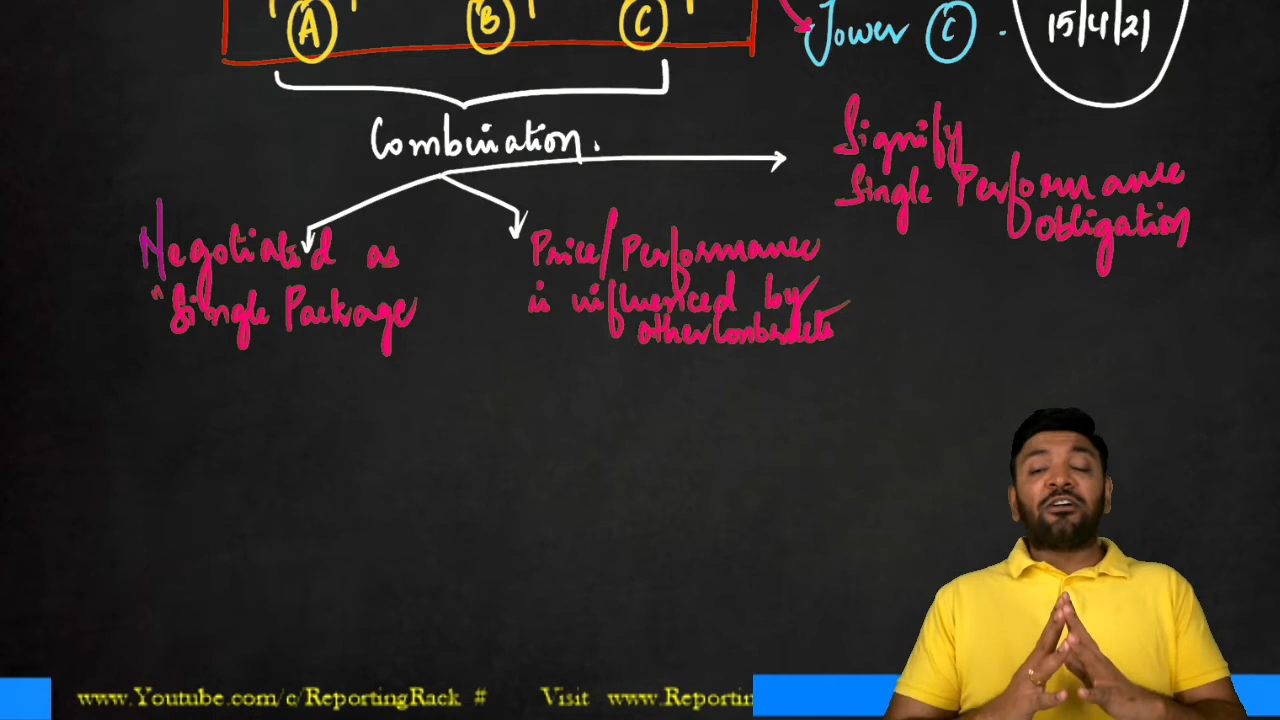 A B C
Tower C .
15/4/21
Combination.
Signify
Single Performance
obligation
Negotiated as
"Single Package
Price/Performance
is influenced by
other Contracts
www.Youtube.com/c/ReportingRack # Visit www.Reportin